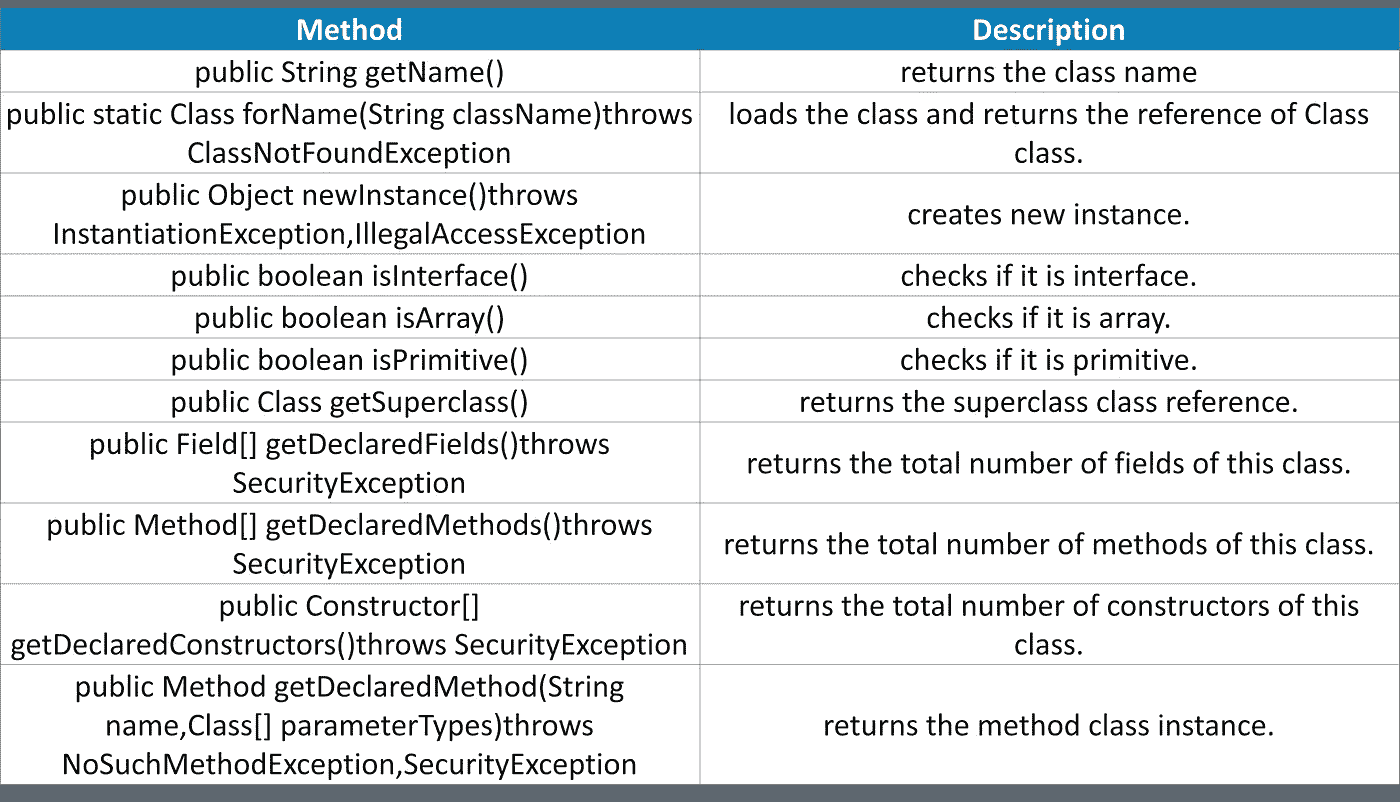 Method
Description
public String getName()
returns the class name
public static Class forName(String className)throws
ClassNotFoundException
loads the class and returns the reference of Class
class.
public Object newInstance()throws
InstantiationException,IllegalAccessException
creates new instance.
public boolean isInterface()
checks if it is interface.
public boolean isArray()
checks if it is array.
public boolean isPrimitive()
checks if it is primitive.
public Class getSuperclass()
returns the superclass class reference.
public Field[] getDeclaredFields()throws
SecurityException
returns the total number of fields of this class.
public Method[] getDeclaredMethods()throws
SecurityException
returns the total number of methods of this class.
public Constructor[]
getDeclaredConstructors()throws SecurityException
returns the total number of constructors of this
class.
public Method getDeclaredMethod(String
name,Class[] parameterTypes)throws
NoSuchMethodException,SecurityException
returns the method class instance.